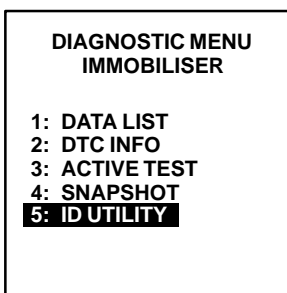 DIAGNOSTIC MENU
IMMOBILISER
1: DATA LIST
2: DTC INFO
3: ACTIVE TEST
4: SNAPSHOT
5: ID UTILITY